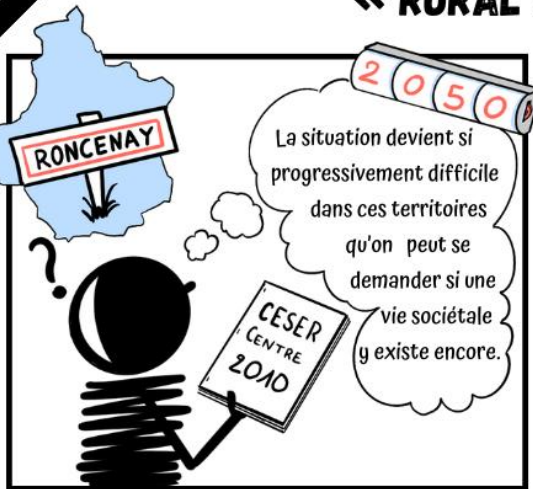 « RURAL
2050
RONCENAY
La situation devient si
progressivement difficile
dans ces territoires
qu'on peut se
demander si une
vie sociétale
y existe encore.
?
CESER
CENTRE
2010